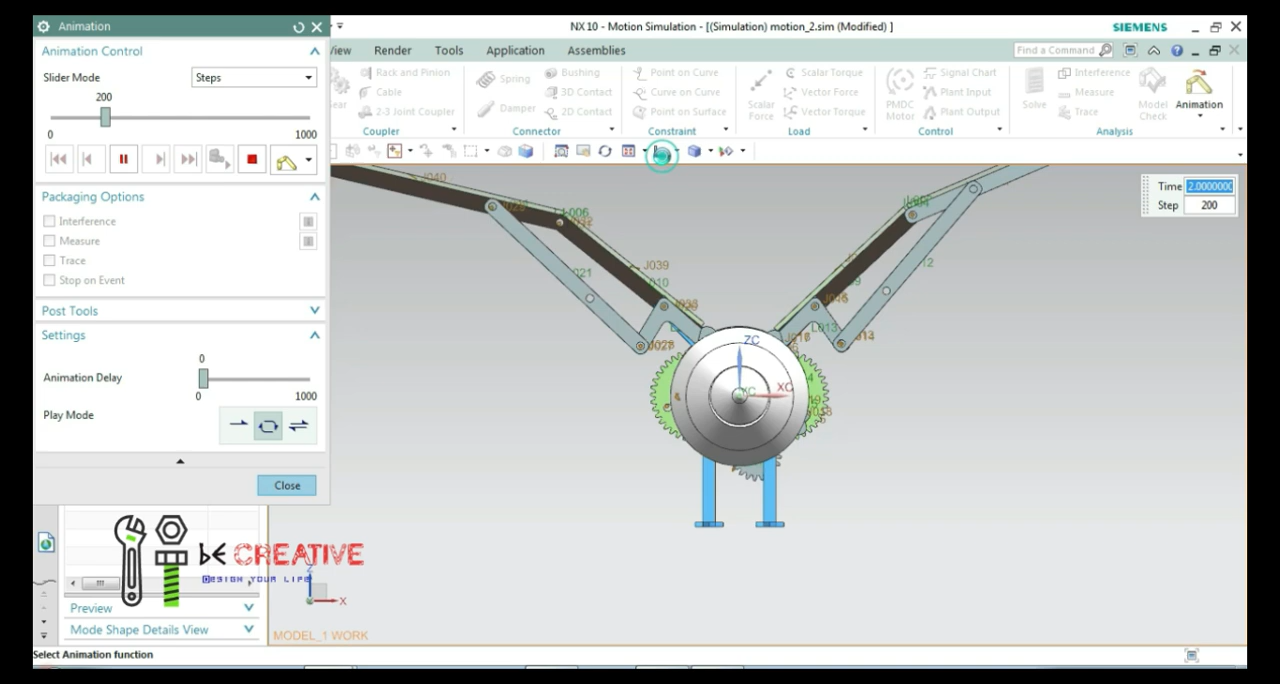 Animation
NX 10 - Motion Simulation - [(Simulation) motion_2.sim (Modified) ]
SIEMENS
View Render Tools Application Assemblies
Find a Command
Animation Control
Slider Mode
Steps
200
0 1000
Rack and Pinion
Cable
2-3 Joint Coupler
Coupler
Spring
Damper
Bushing
3D Contact
2D Contact
Connector
Point on Curve
Curve on Curve
Point on Surface
Constraint
Scalar Force
Scalar Torque
Vector Force
Vector Torque
Load
PMDC Motor
Signal Chart
Plant Input
Plant Output
Control
Solve
Interference
Measure
Trace
Model Check
Animation
Analysis
Packaging Options
Interference
Measure
Trace
Stop on Event
Post Tools
Settings
0
Animation Delay
0 1000
Play Mode
Close
Time 2.0000000
Step 200
J040
L006
J039
L013
ZC
XC
YC
bE CREATIVE
DESIGN YOUR LIFE
Z
X
Preview
Mode Shape Details View
MODEL_1 WORK
Select Animation function